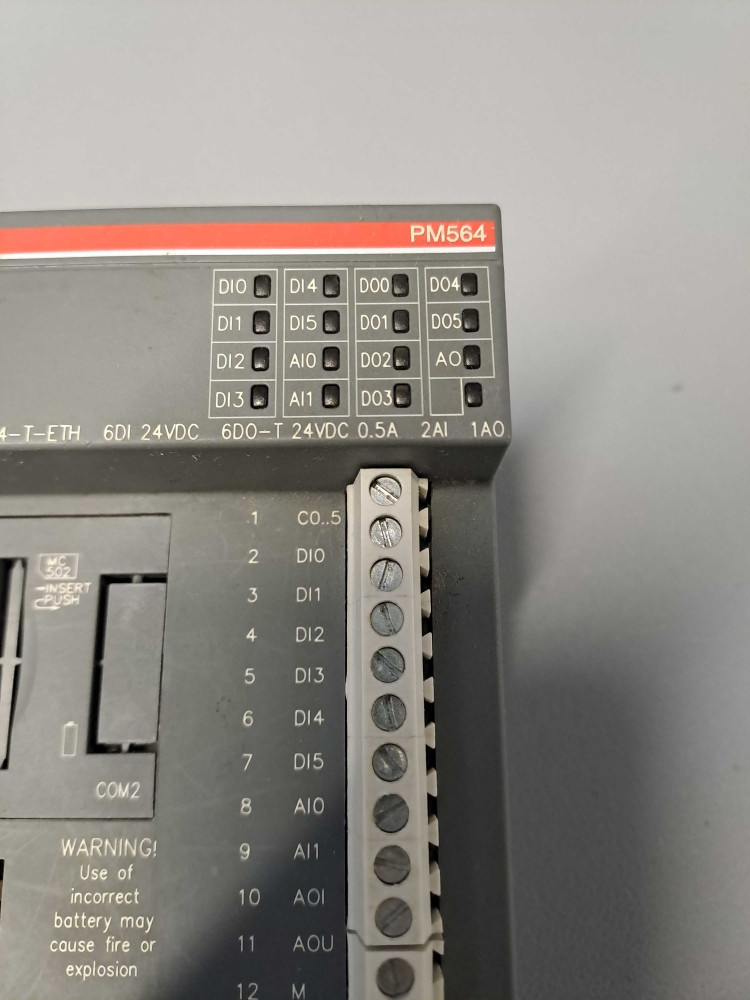 PM564
DI0 DI4 DO0 DO4
DI1 DI5 DO1 DO5
DI2 AI0 DO2 AO
DI3 AI1 DO3
4-T-ETH 6DI 24VDC 6DO-T 24VDC 0.5A 2AI 1AO
1 C0..5
2 DI0
MC
502
INSERT
PUSH
3 DI1
4 DI2
5 DI3
6 DI4
7 DI5
COM2
8 AI0
9 AI1
10 AOI
11 AOU
12 M
WARNING!
Use of
incorrect
battery may
cause fire or
explosion